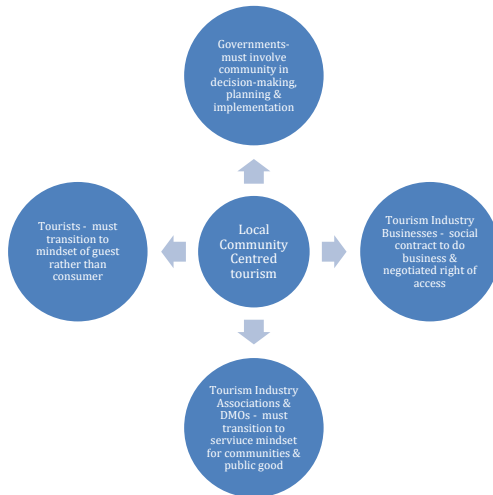 Governments-
must involve
community in
decision-making,
planning &
implementation
Tourists - must
transition to
mindset of guest
rather than
consumer
Local
Community
Centred
tourism
Tourism Industry
Businesses - social
contract to do
business &
negotiated right of
access
Tourism Industry
Associations &
DMOs - must
transition to
serviuce mindset
for communities &
public good